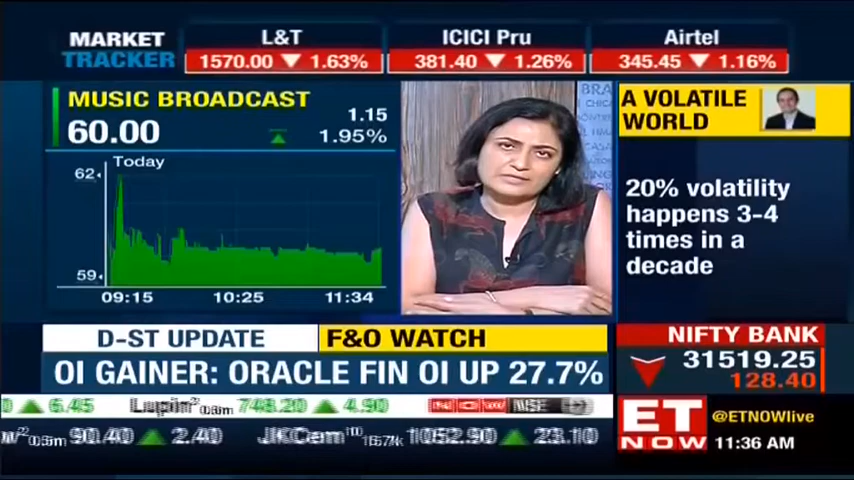 MARKET
TRACKER
L&T
1570.00 1.63%
ICICI Pru
381.40 1.26%
Airtel
345.45 1.16%
MUSIC BROADCAST
60.00
1.15
1.95%
Today
62
59
09:15 10:25 11:34
BRA
CHICA
A VOLATILE
WORLD
20% volatility
happens 3-4
times in a
decade
D-ST UPDATE
F&O WATCH
OI GAINER: ORACLE FIN OI UP 27.7%
NIFTY BANK
31519.25
128.40
6.45 Lupin 748.20 4.90 NSE
90.40 2.40 JKCem 1052.90 23.10
ET
NOW
@ETNOWlive
11:36 AM